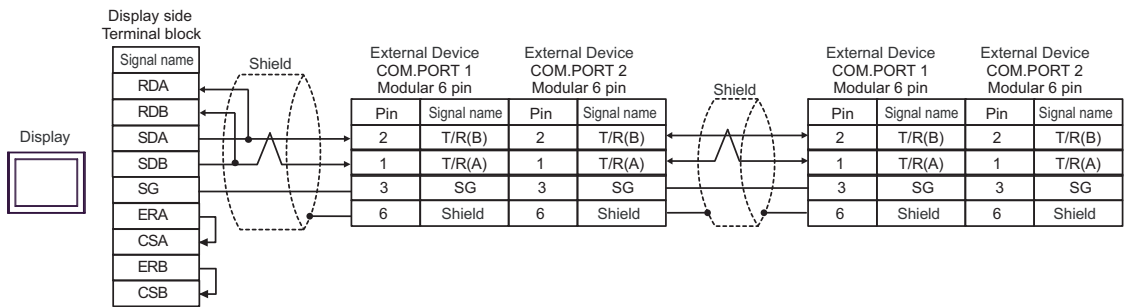 Display side
Terminal block
Signal name
RDA
RDB
SDA
SDB
SG
ERA
CSA
ERB
CSB
Display
Shield
External Device
COM.PORT 1
Modular 6 pin
External Device
COM.PORT 2
Modular 6 pin
Pin Signal name Pin Signal name
2 T/R(B) 2 T/R(B)
1 T/R(A) 1 T/R(A)
3 SG 3 SG
6 Shield 6 Shield
Shield
External Device
COM.PORT 1
Modular 6 pin
External Device
COM.PORT 2
Modular 6 pin
Pin Signal name Pin Signal name
2 T/R(B) 2 T/R(B)
1 T/R(A) 1 T/R(A)
3 SG 3 SG
6 Shield 6 Shield